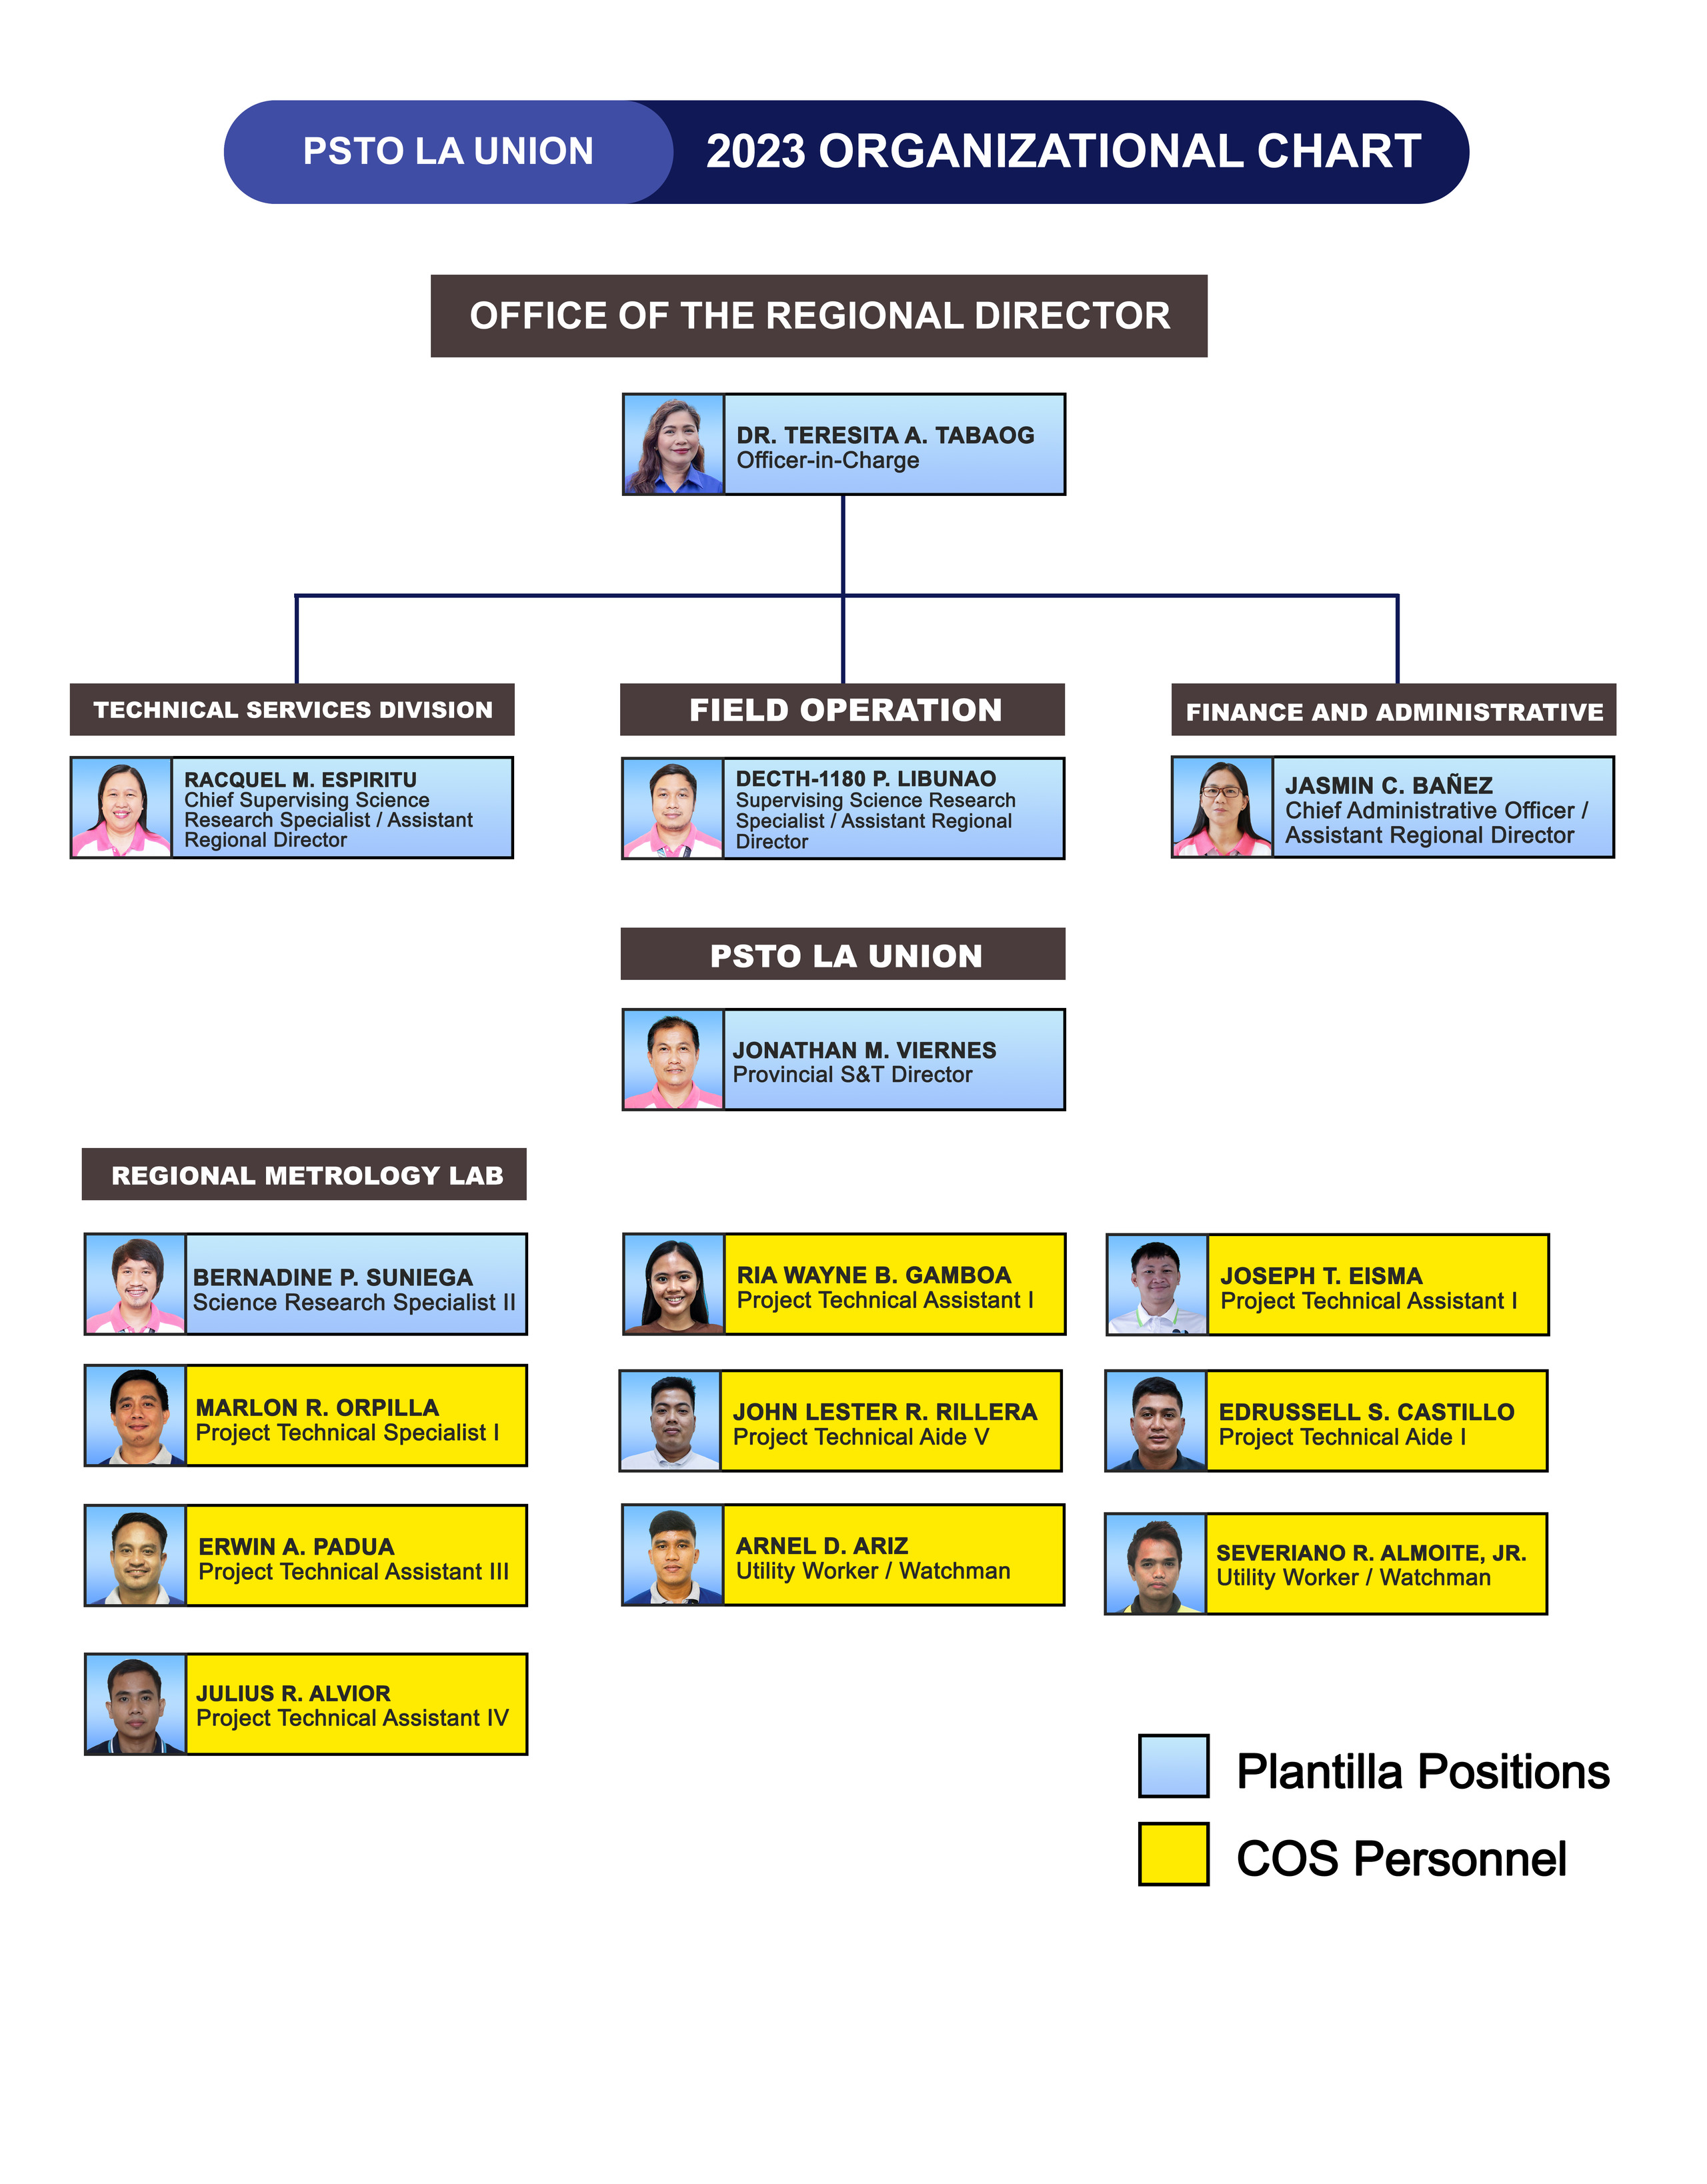 PSTO LA UNION
2023 ORGANIZATIONAL CHART
OFFICE OF THE REGIONAL DIRECTOR
DR. TERESITA A. TABAOG
Officer-in-Charge
TECHNICAL SERVICES DIVISION
RACQUEL M. ESPIRITU
Chief Supervising Science
Research Specialist / Assistant
Regional Director
FIELD OPERATION
DECTH-1180 P. LIBUNAO
Supervising Science Research
Specialist / Assistant Regional
Director
FINANCE AND ADMINISTRATIVE
JASMIN C. BAÑEZ
Chief Administrative Officer /
Assistant Regional Director
PSTO LA UNION
JONATHAN M. VIERNES
Provincial S&T Director
REGIONAL METROLOGY LAB
BERNADINE P. SUNIEGA
Science Research Specialist II
RIA WAYNE B. GAMBOA
Project Technical Assistant I
JOSEPH T. EISMA
Project Technical Assistant I
MARLON R. ORPILLA
Project Technical Specialist I
JOHN LESTER R. RILLERA
Project Technical Aide V
EDRUSSELL S. CASTILLO
Project Technical Aide I
ERWIN A. PADUA
Project Technical Assistant III
ARNEL D. ARIZ
Utility Worker / Watchman
SEVERIANO R. ALMOITE, JR.
Utility Worker / Watchman
JULIUS R. ALVIOR
Project Technical Assistant IV
Plantilla Positions
COS Personnel